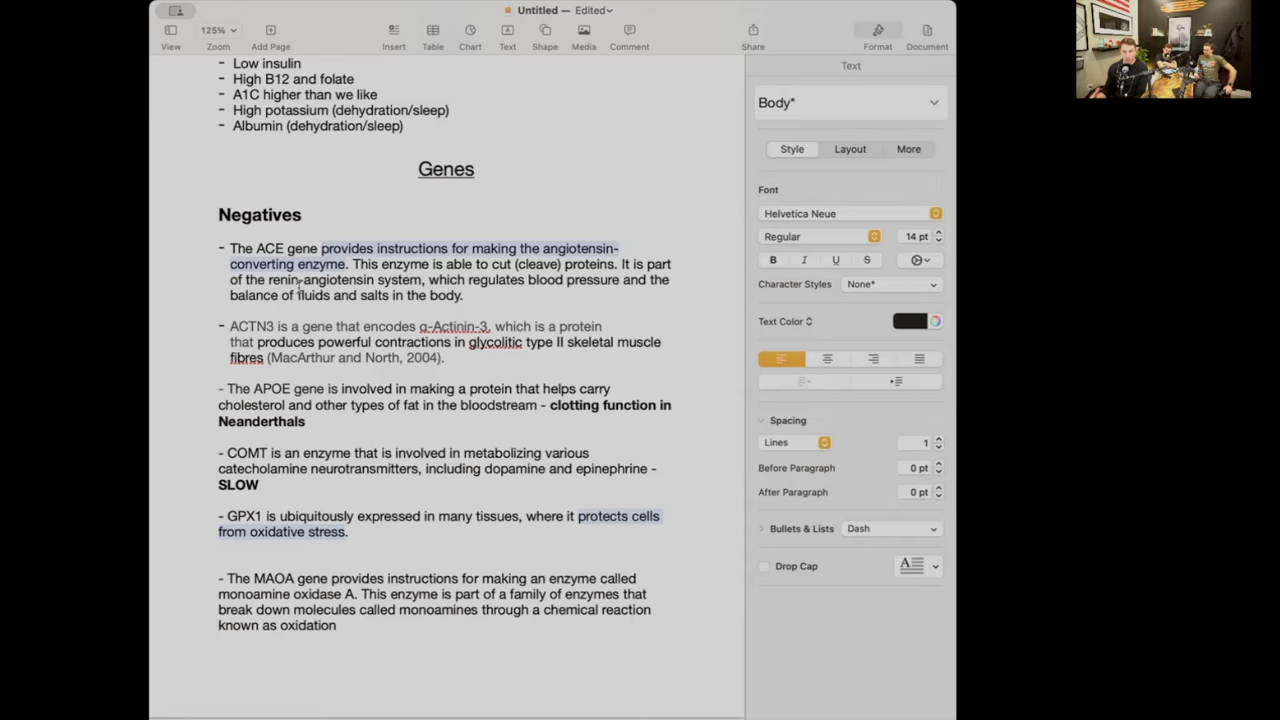 Untitled — Edited
125%
View
Zoom
Add Page
Insert
Table
Chart
Text
Shape
Media
Comment
Share
Format
Document
- Low insulin
- High B12 and folate
- A1C higher than we like
- High potassium (dehydration/sleep)
- Albumin (dehydration/sleep)
Genes
Negatives
- The ACE gene provides instructions for making the angiotensin-
converting enzyme. This enzyme is able to cut (cleave) proteins. It is part
of the renin-angiotensin system, which regulates blood pressure and the
balance of fluids and salts in the body.
- ACTN3 is a gene that encodes α-Actinin-3, which is a protein
that produces powerful contractions in glycolitic type II skeletal muscle
fibres (MacArthur and North, 2004).
- The APOE gene is involved in making a protein that helps carry
cholesterol and other types of fat in the bloodstream - clotting function in
Neanderthals
- COMT is an enzyme that is involved in metabolizing various
catecholamine neurotransmitters, including dopamine and epinephrine -
SLOW
- GPX1 is ubiquitously expressed in many tissues, where it protects cells
from oxidative stress.
- The MAOA gene provides instructions for making an enzyme called
monoamine oxidase A. This enzyme is part of a family of enzymes that
break down molecules called monoamines through a chemical reaction
known as oxidation
Text
Body*
Style
Layout
More
Font
Helvetica Neue
Regular
14 pt
B I U S
Character Styles
None*
Text Color
Spacing
Lines
1
Before Paragraph
0 pt
After Paragraph
0 pt
Bullets & Lists
Dash
Drop Cap
A